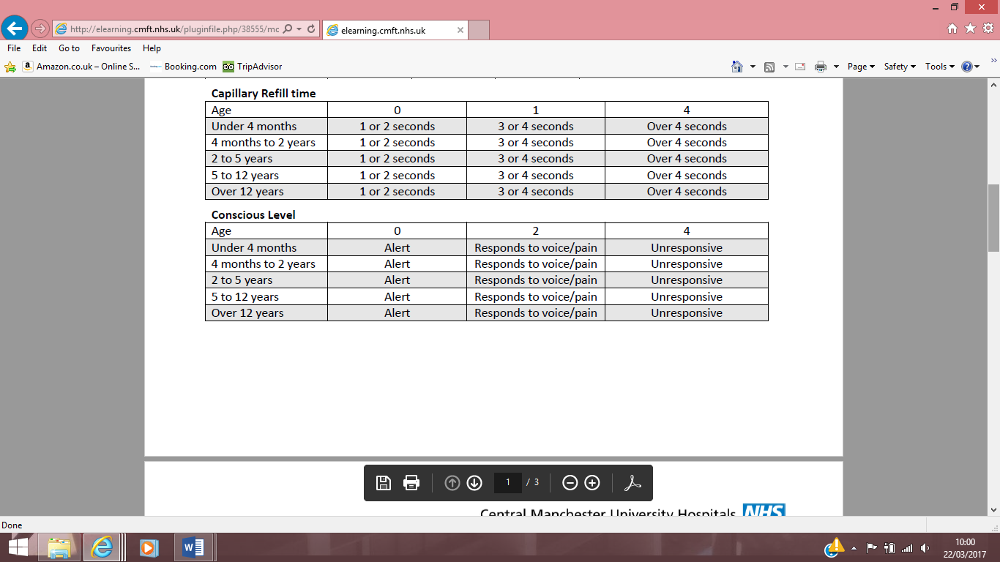 http://elearning.cmft.nhs.uk/pluginfile.php/38555/mc
elearning.cmft.nhs.uk
File Edit Go to Favourites Help
Amazon.co.uk – Online S... Booking.com TripAdvisor Page Safety Tools
Capillary Refill time
Age 0 1 4
Under 4 months 1 or 2 seconds 3 or 4 seconds Over 4 seconds
4 months to 2 years 1 or 2 seconds 3 or 4 seconds Over 4 seconds
2 to 5 years 1 or 2 seconds 3 or 4 seconds Over 4 seconds
5 to 12 years 1 or 2 seconds 3 or 4 seconds Over 4 seconds
Over 12 years 1 or 2 seconds 3 or 4 seconds Over 4 seconds
Conscious Level
Age 0 2 4
Under 4 months Alert Responds to voice/pain Unresponsive
4 months to 2 years Alert Responds to voice/pain Unresponsive
2 to 5 years Alert Responds to voice/pain Unresponsive
5 to 12 years Alert Responds to voice/pain Unresponsive
Over 12 years Alert Responds to voice/pain Unresponsive
1 / 3
Central Manchester University Hospitals NHS
Done
10:00
22/03/2017